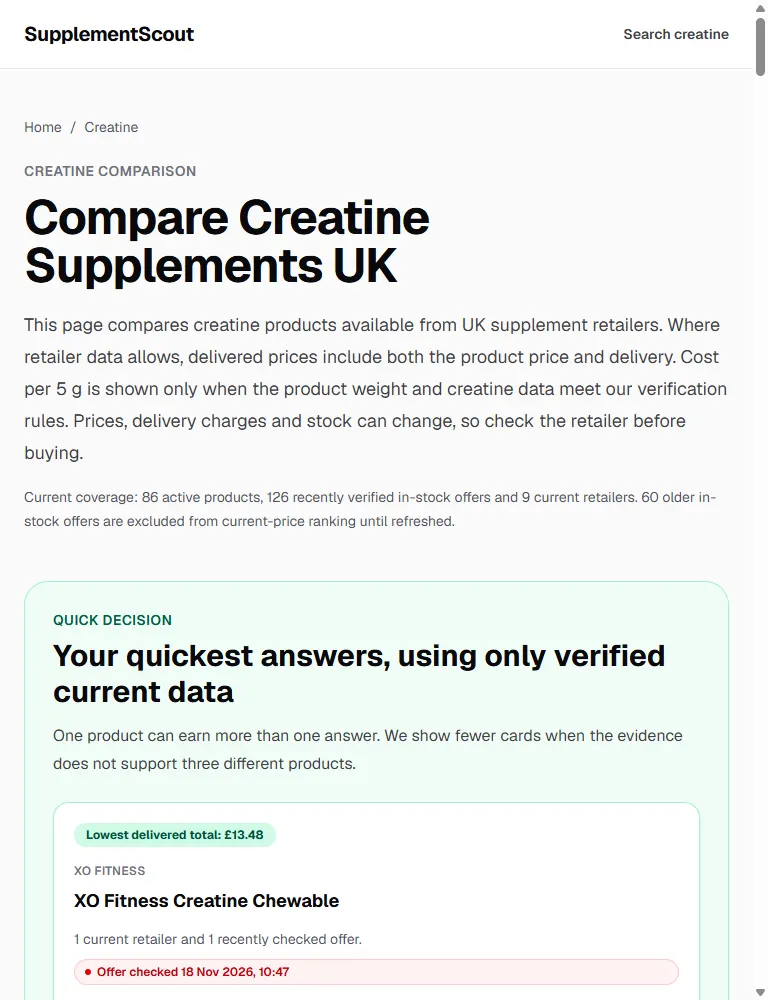 SupplementScout
Search creatine
Home / Creatine
CREATINE COMPARISON
Compare Creatine
Supplements UK
This page compares creatine products available from UK supplement retailers. Where
retailer data allows, delivered prices include both the product price and delivery. Cost
per 5 g is shown only when the product weight and creatine data meet our verification
rules. Prices, delivery charges and stock can change, so check the retailer before
buying.
Current coverage: 86 active products, 126 recently verified in-stock offers and 9 current retailers. 60 older in-
stock offers are excluded from current-price ranking until refreshed.
QUICK DECISION
Your quickest answers, using only verified
current data
One product can earn more than one answer. We show fewer cards when the evidence
does not support three different products.
Lowest delivered total: £13.48
XO FITNESS
XO Fitness Creatine Chewable
1 current retailer and 1 recently checked offer.
Offer checked 18 Nov 2026, 10:47